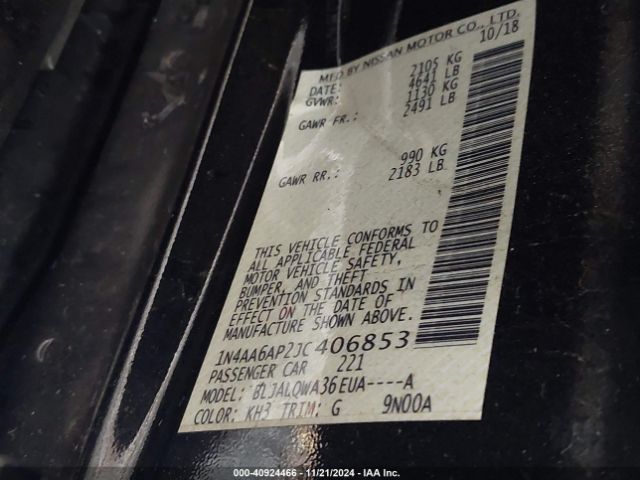 MFD BY NISSAN MOTOR CO., LTD.
DATE: 10/18
GVWR: 2105 KG
4641 LB
GAWR FR.: 1130 KG
2491 LB
GAWR RR.: 990 KG
2183 LB
THIS VEHICLE CONFORMS TO
ALL APPLICABLE FEDERAL
MOTOR VEHICLE SAFETY,
BUMPER, AND THEFT
PREVENTION STANDARDS IN
EFFECT ON THE DATE OF
MANUFACTURE SHOWN ABOVE.
1N4AA6AP2JC406853
PASSENGER CAR 221
MODEL: BLJALQWA36EUA----A
COLOR: KH3 TRIM: G 9N00A
000-40924466 - 11/21/2024 - IAA Inc.